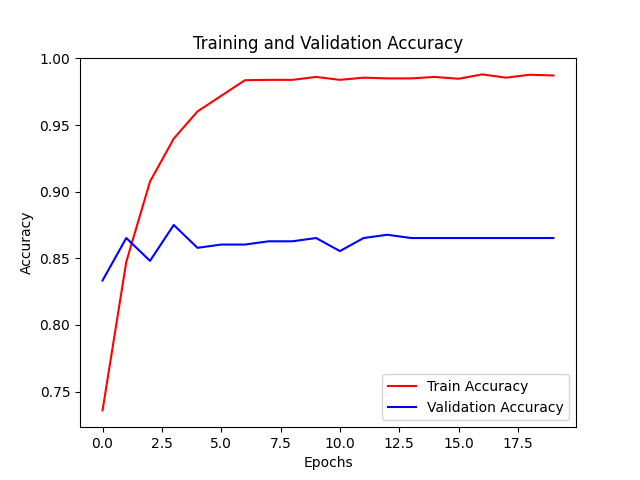 Training and Validation Accuracy
1.00
0.95
0.90
0.85
0.80
0.75
Accuracy
Train Accuracy
Validation Accuracy
0.0 2.5 5.0 7.5 10.0 12.5 15.0 17.5
Epochs